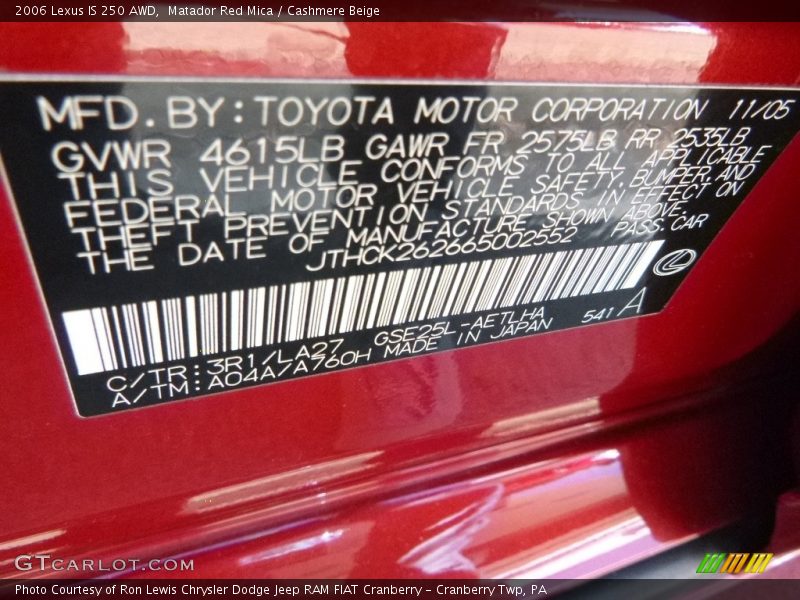 2006 Lexus IS 250 AWD,  Matador Red Mica / Cashmere Beige
MFD. BY: TOYOTA MOTOR CORPORATION 11/05
GVWR 4615LB GAWR FR 2575LB RR 2535LB
THIS VEHICLE CONFORMS TO ALL APPLICABLE
FEDERAL MOTOR VEHICLE SAFETY, BUMPER, AND
THEFT PREVENTION STANDARDS IN EFFECT ON
THE DATE OF MANUFACTURE SHOWN ABOVE.
JTHCK262665002552 PASS. CAR
541 A
C/TR: 3R1/LA27 GSE25L-AETLHA
A/TM: A04A/A760H MADE IN JAPAN
GTCARLOT.COM
Photo Courtesy of Ron Lewis Chrysler Dodge Jeep RAM FIAT Cranberry – Cranberry Twp, PA